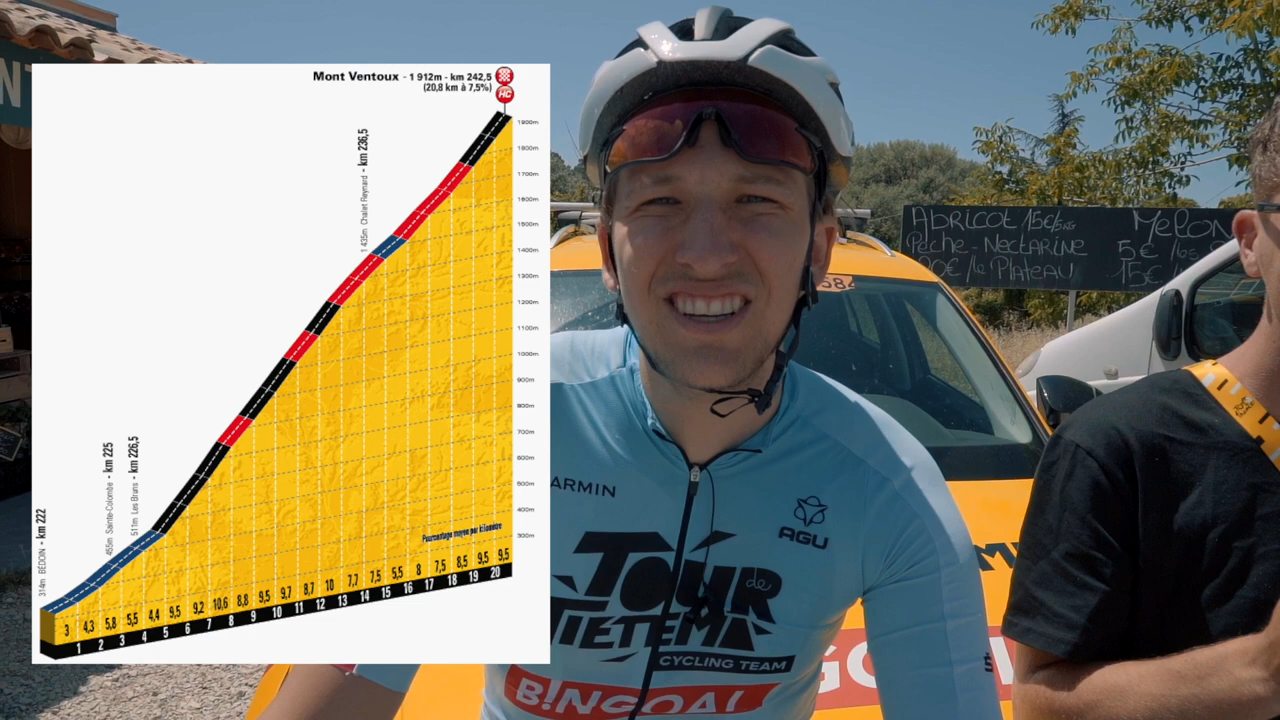 Mont Ventoux - 1 912m - km 242,5
(20,8 km à 7,5%)
HC
1 435m Chalet Reynard - km 236,5
511m Les Bruns - km 226,5
455m Sainte-Colombe - km 225
314m BÉDOIN - km 222
1900m
1800m
1700m
1600m
1500m
1400m
1300m
1200m
1100m
1000m
900m
800m
700m
600m
500m
400m
300m
Pourcentage moyen par kilomètre
3 4,3 5,8 5,5 4,4 9,5 9,2 10,6 8,8 9,5 9,7 8,7 10 7,7 7,5 5,5 8 7,5 8,5 9,5 9,5
1 2 3 4 5 6 7 8 9 10 11 12 13 14 15 16 17 18 19 20
ABRICOT 15€/5KG
Pêche-Nectarine
20€/le Plateau
MELON
5€
15€
584
ARMIN
AGU
TOUR de
TIETEMA
CYCLING TEAM
B!NGOAL